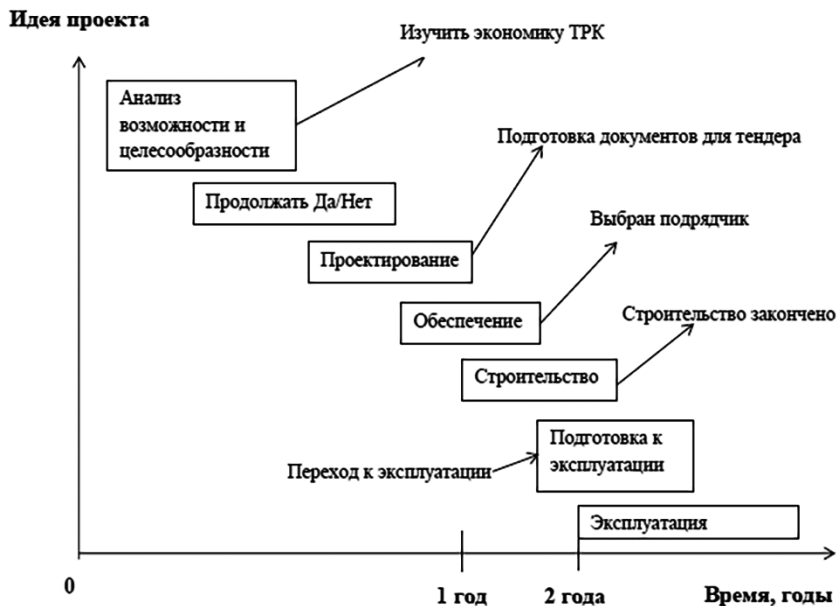 Идея проекта
Изучить экономику ТРК
Анализ
возможности и
целесообразности
Подготовка документов для тендера
Продолжать Да/Нет
Выбран подрядчик
Проектирование
Обеспечение
Строительство закончено
Строительство
Подготовка к
эксплуатации
Переход к эксплуатации
Эксплуатация
0
1 год
2 года
Время, годы